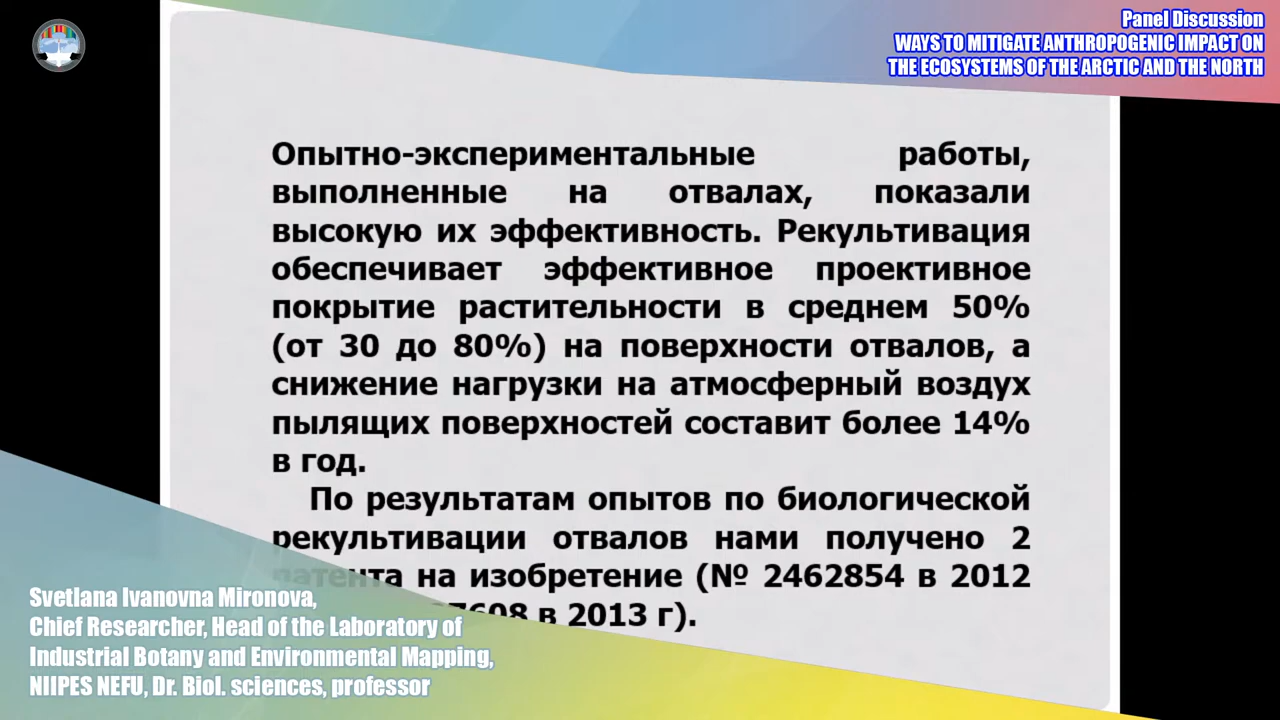 Panel Discussion
WAYS TO MITIGATE ANTHROPOGENIC IMPACT ON
THE ECOSYSTEMS OF THE ARCTIC AND THE NORTH
Опытно-экспериментальные работы,
выполненные на отвалах, показали
высокую их эффективность. Рекультивация
обеспечивает эффективное проективное
покрытие растительности в среднем 50%
(от 30 до 80%) на поверхности отвалов, а
снижение нагрузки на атмосферный воздух
пылящих поверхностей составит более 14%
в год.
По результатам опытов по биологической
рекультивации отвалов нами получено 2
патента на изобретение (№ 2462854 в 2012
в 2013 г).
Svetlana Ivanovna Mironova,
Chief Researcher, Head of the Laboratory of
Industrial Botany and Environmental Mapping,
NIIPES NEFU, Dr. Biol. sciences, professor